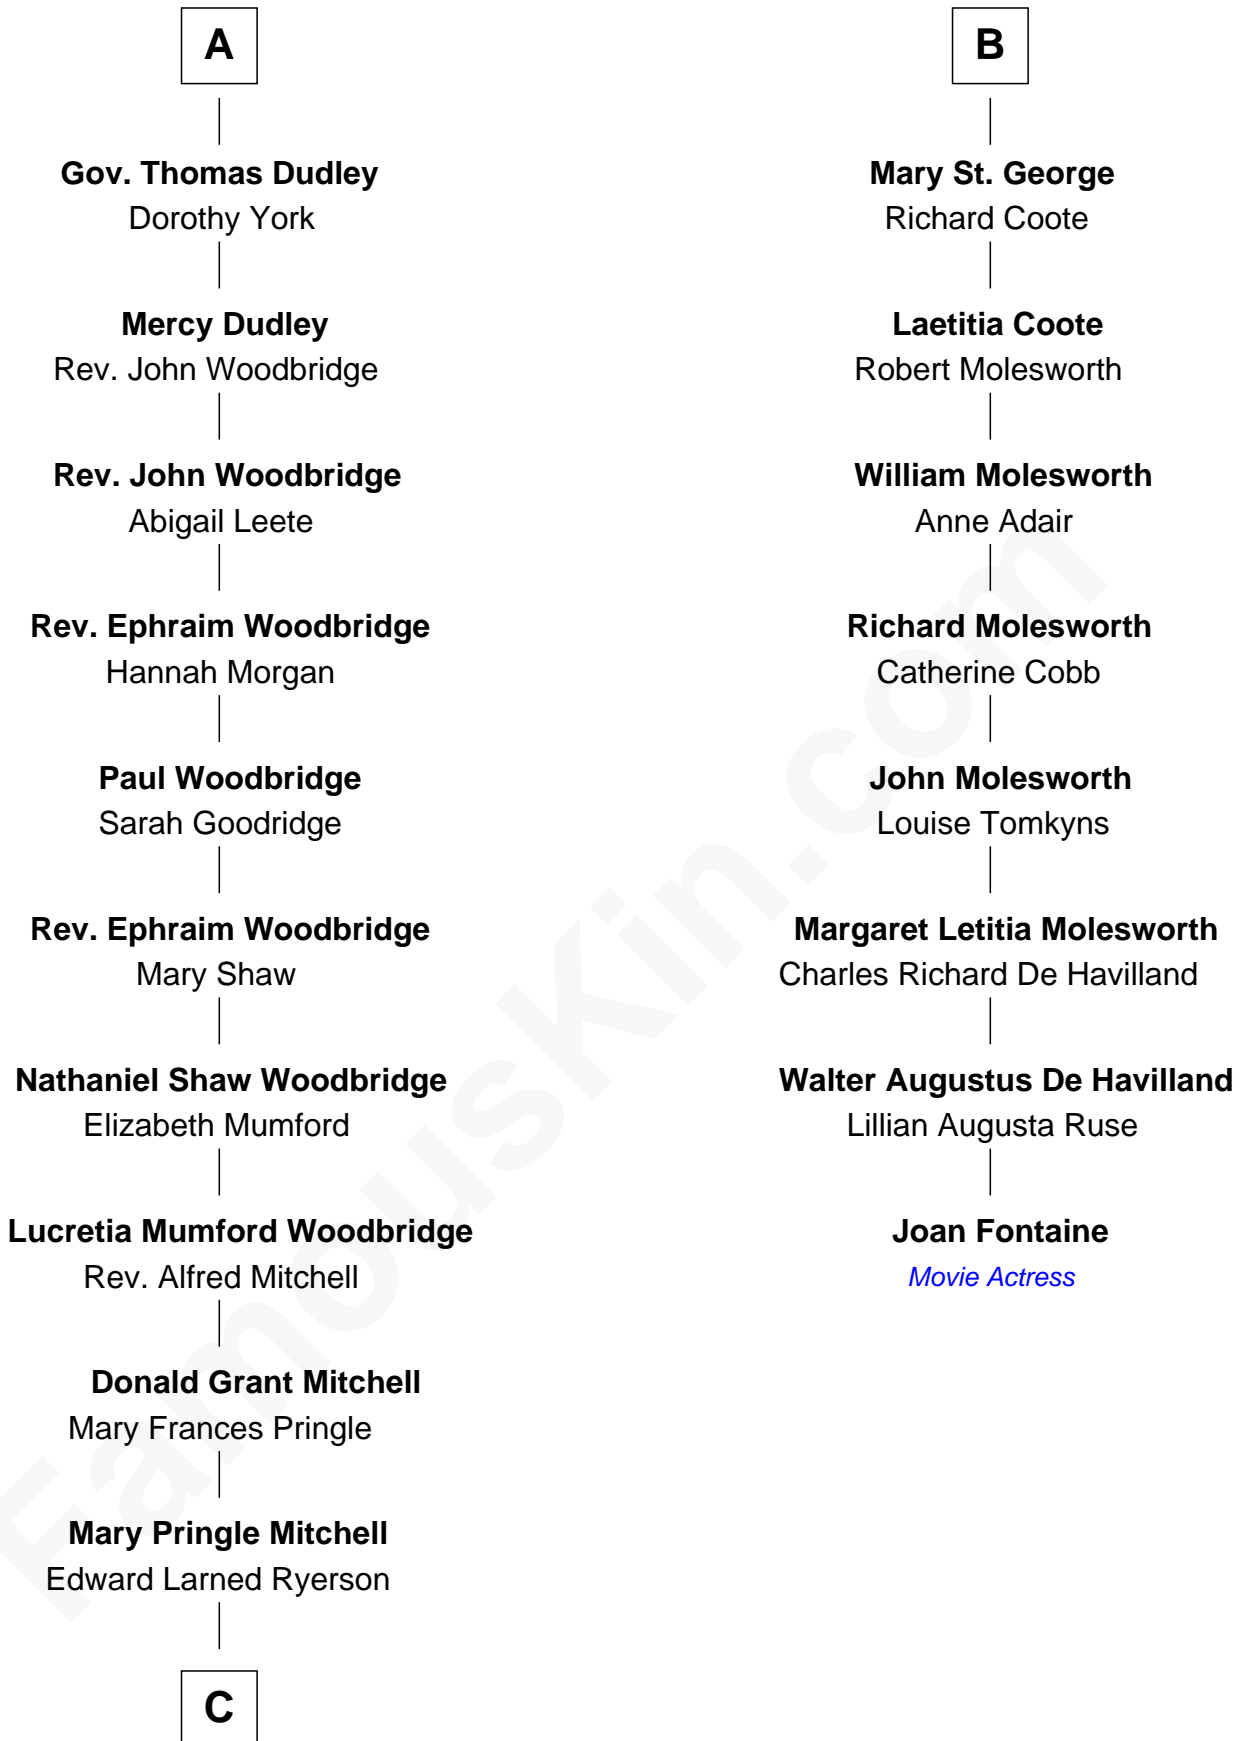 A
Gov. Thomas Dudley
Dorothy York
Mercy Dudley
Rev. John Woodbridge
Rev. John Woodbridge
Abigail Leete
Rev. Ephraim Woodbridge
Hannah Morgan
Paul Woodbridge
Sarah Goodridge
Rev. Ephraim Woodbridge
Mary Shaw
Nathaniel Shaw Woodbridge
Elizabeth Mumford
Lucretia Mumford Woodbridge
Rev. Alfred Mitchell
Donald Grant Mitchell
Mary Frances Pringle
Mary Pringle Mitchell
Edward Larned Ryerson
C
B
Mary St. George
Richard Coote
Laetitia Coote
Robert Molesworth
William Molesworth
Anne Adair
Richard Molesworth
Catherine Cobb
John Molesworth
Louise Tomkyns
Margaret Letitia Molesworth
Charles Richard De Havilland
Walter Augustus De Havilland
Lillian Augusta Ruse
Joan Fontaine
Movie Actress
FamousKin.com